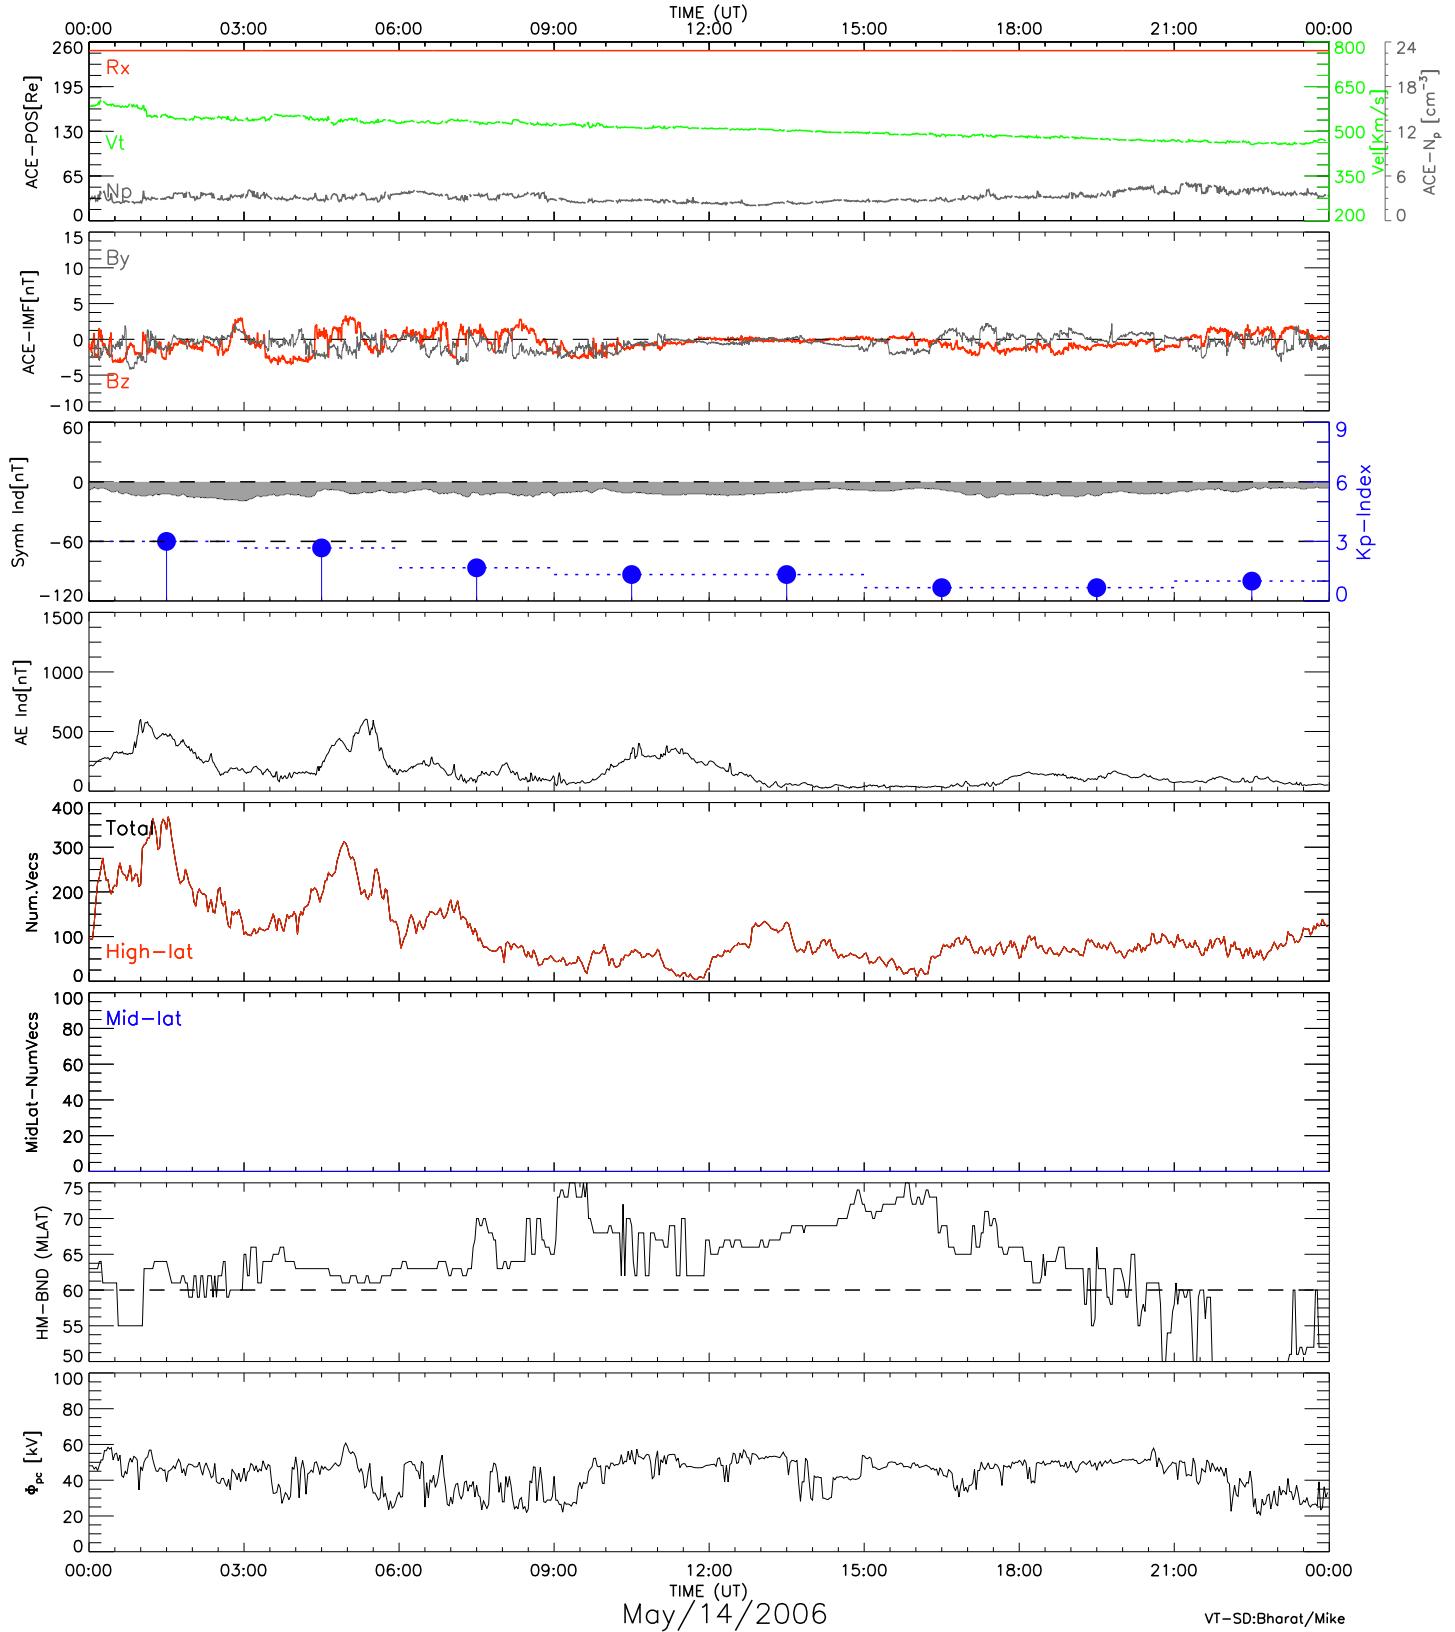 TIME (UT)
00:00 03:00 06:00 09:00 12:00 15:00 18:00 21:00 00:00
ACE-POS[Re]
260
195
130
65
0
Rx
Vt
Np
800
650
500
350
200
Vel[Km/s]
24
18
12
6
0
ACE-Np [cm-3]
ACE-IMF[nT]
15
10
5
0
-5
-10
By
Bz
Symh Ind[nT]
60
0
-60
-120
9
6
3
0
Kp-Index
AE Ind[nT]
1500
1000
500
0
Num.Vecs
400
300
200
100
0
Total
High-lat
MidLat-NumVecs
100
80
60
40
20
0
Mid-lat
HM-BND (MLAT)
75
70
65
60
55
50
Φpc [kV]
100
80
60
40
20
0
00:00 03:00 06:00 09:00 12:00 15:00 18:00 21:00 00:00
TIME (UT)
May/14/2006
VT-SD:Bharat/Mike